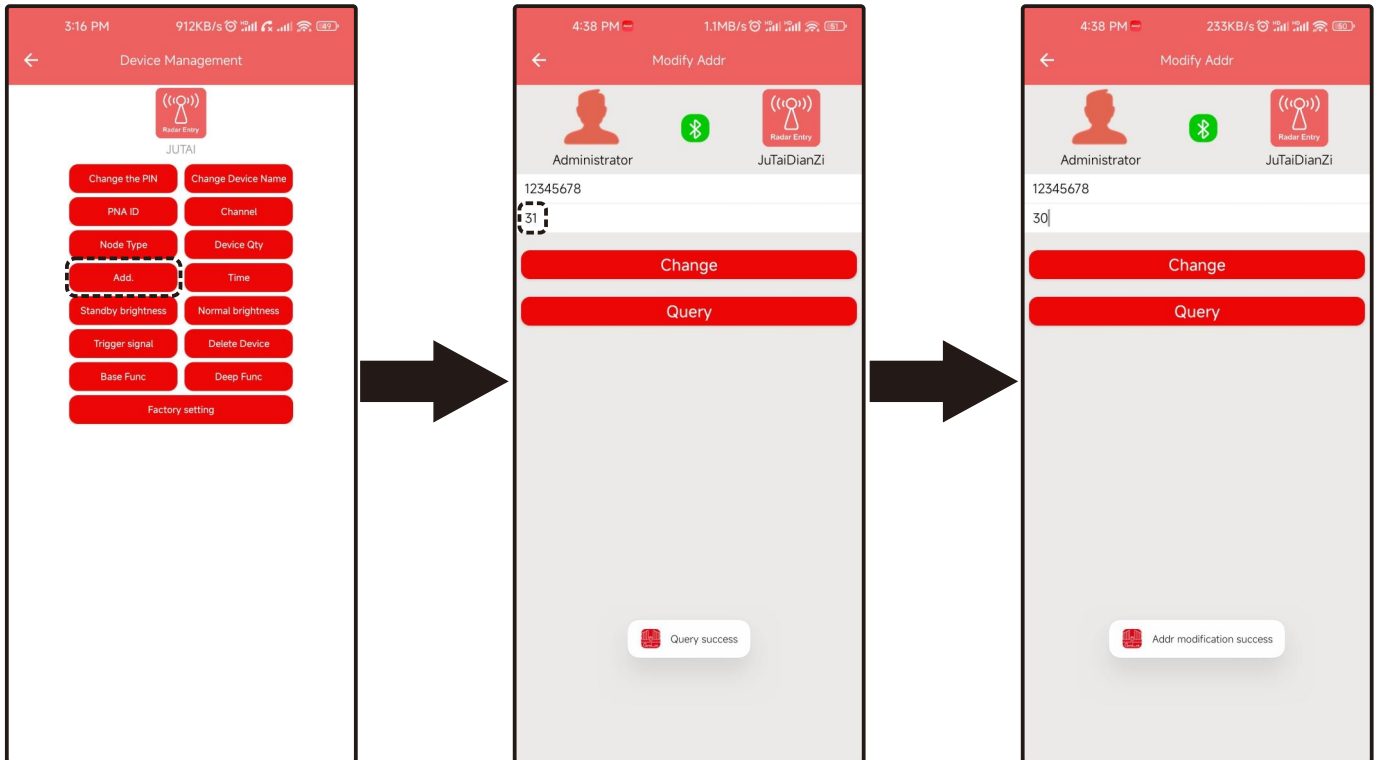 3:16 PM 912KB/s 49
Device Management
Radar Entry
JUTAI
Change the PIN Change Device Name
PNA ID Channel
Node Type Device Qty
Add. Time
Standby brightness Normal brightness
Trigger signal Delete Device
Base Func Deep Func
Factory setting
4:38 PM 1.1MB/s 51
Modify Addr
Radar Entry
Administrator JuTaiDianZi
12345678
31
Change
Query
Query success
4:38 PM 233KB/s 50
Modify Addr
Radar Entry
Administrator JuTaiDianZi
12345678
30
Change
Query
Addr modification success